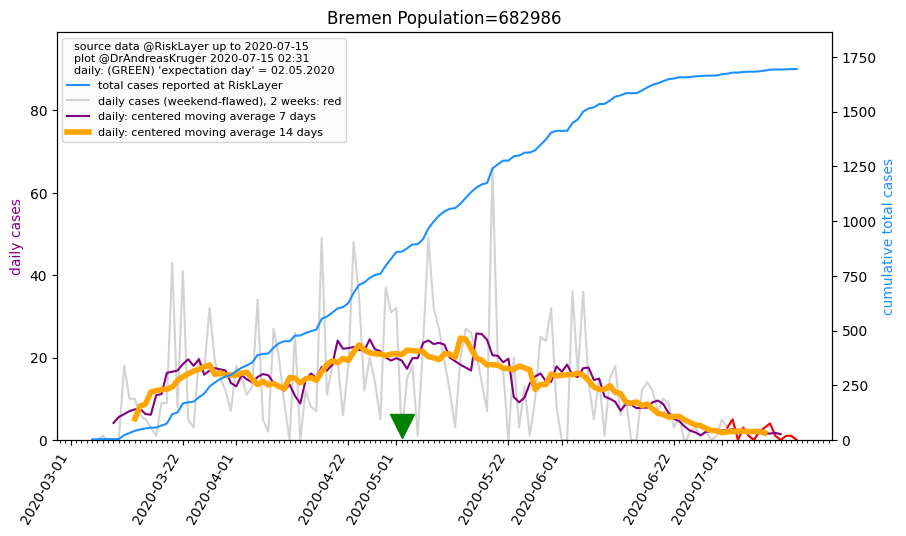 Bremen Population=682986
source data @RiskLayer up to 2020-07-15
plot @DrAndreasKruger 2020-07-15 02:31
daily: (GREEN) 'expectation day' = 02.05.2020
total cases reported at RiskLayer
daily cases (weekend-flawed), 2 weeks: red
daily: centered moving average 7 days
daily: centered moving average 14 days
daily cases
80
60
40
20
0
1750
1500
1250
1000
750
500
250
0
cumulative total cases
2020-03-01
2020-03-22
2020-04-01
2020-04-22
2020-05-01
2020-05-22
2020-06-01
2020-06-22
2020-07-01